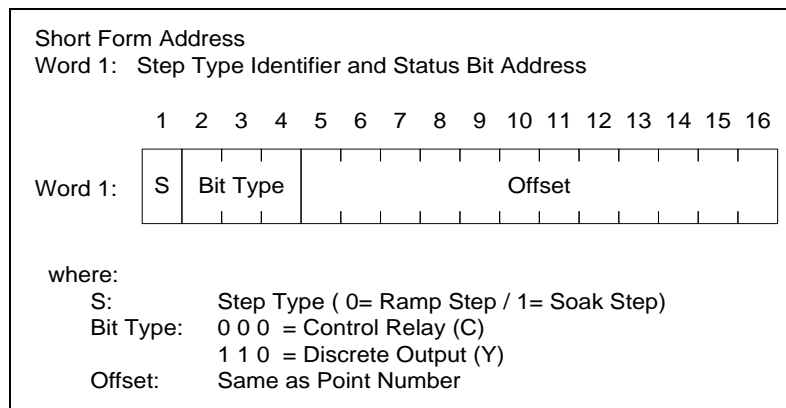 Short Form Address
Word 1: Step Type Identifier and Status Bit Address
1 2 3 4 5 6 7 8 9 10 11 12 13 14 15 16
Word 1: S Bit Type Offset
where:
S: Step Type ( 0= Ramp Step / 1= Soak Step)
Bit Type: 0 0 0 = Control Relay (C)
1 1 0 = Discrete Output (Y)
Offset: Same as Point Number